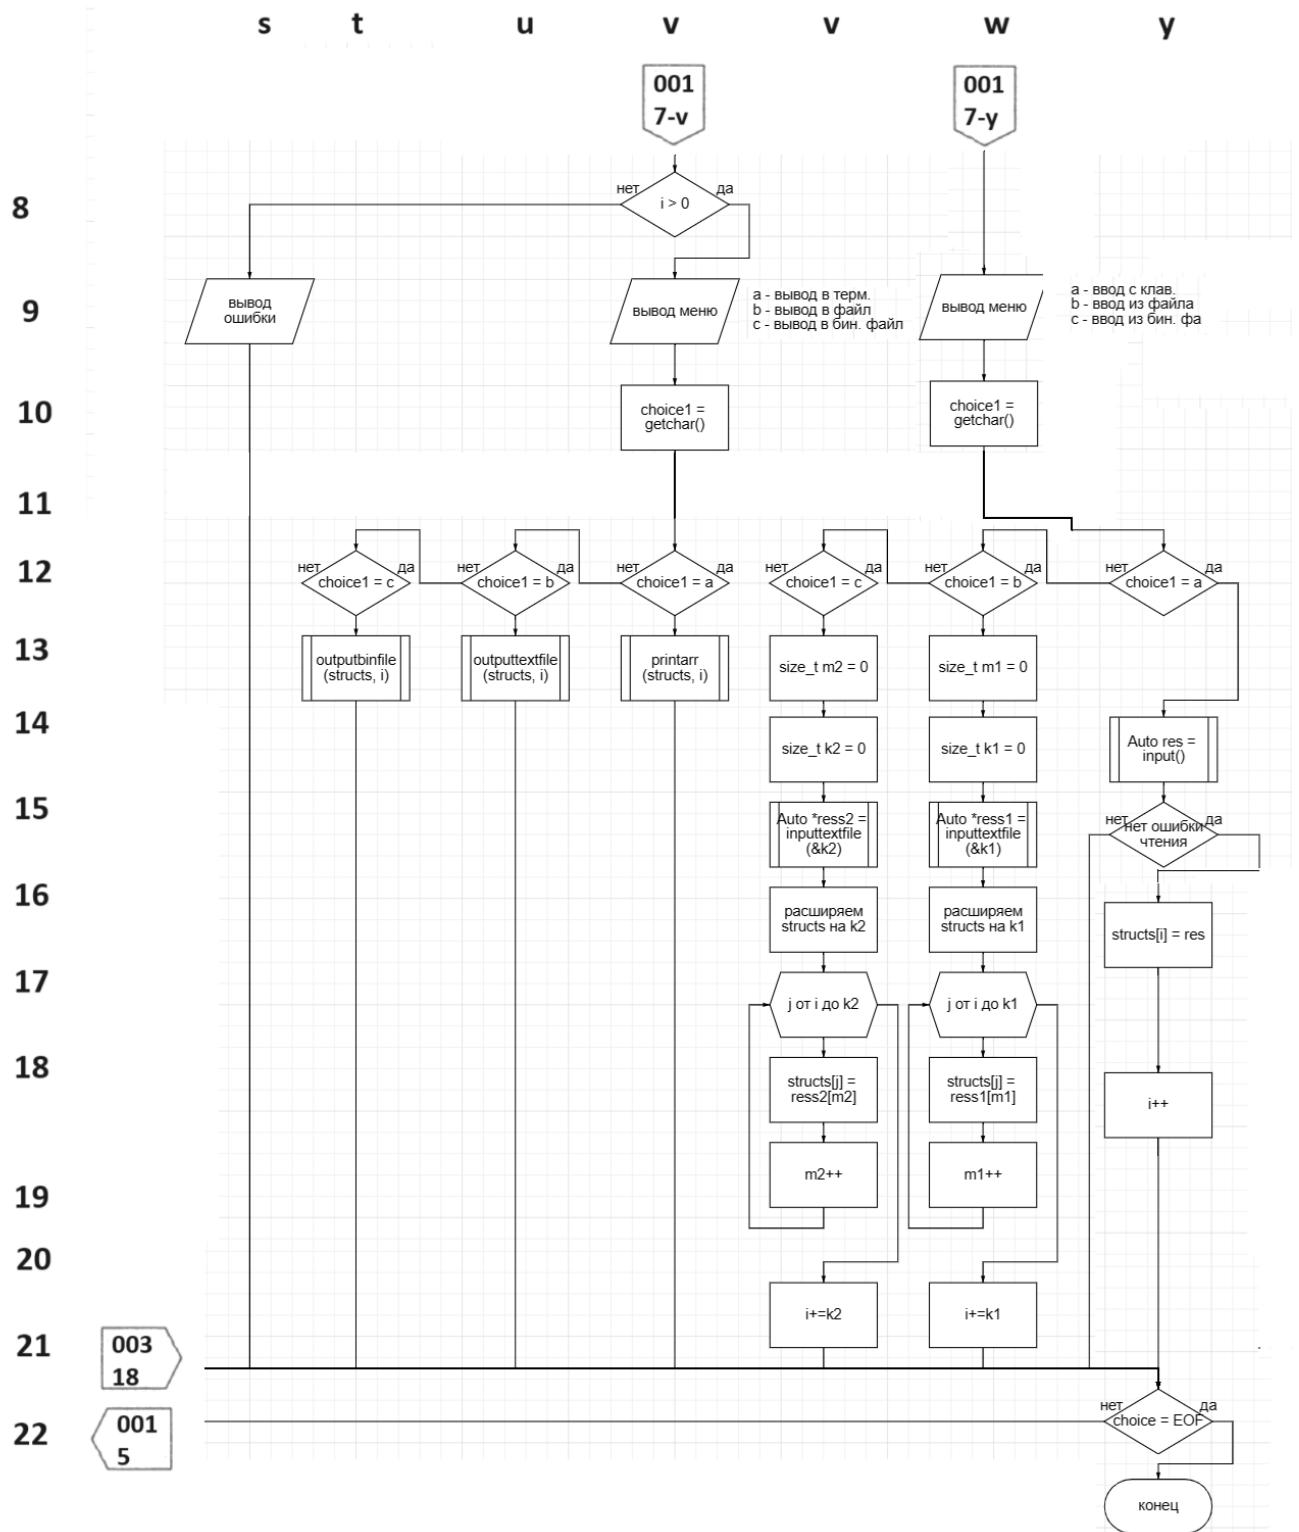 s t u v v w y
001
7-v
001
7-y
8
нет
да
i > 0
9
вывод
ошибки
вывод меню
a - вывод в терм.
b - вывод в файл
c - вывод в бин. файл
вывод меню
a - ввод с клав.
b - ввод из файла
c - ввод из бин. фа
10
choice1 =
getchar()
choice1 =
getchar()
11
12
нет
да
choice1 = c
нет
да
choice1 = b
нет
да
choice1 = a
нет
да
choice1 = c
нет
да
choice1 = b
нет
да
choice1 = a
13
outputbinfile
(structs, i)
outputtextfile
(structs, i)
printarr
(structs, i)
size_t m2 = 0
size_t m1 = 0
14
size_t k2 = 0
size_t k1 = 0
Auto res =
input()
15
Auto *ress2 =
inputtextfile
(&k2)
Auto *ress1 =
inputtextfile
(&k1)
нет
да
нет ошибки
чтения
16
расширяем
structs на k2
расширяем
structs на k1
structs[i] = res
17
j от i до k2
j от i до k1
18
structs[j] =
ress2[m2]
structs[j] =
ress1[m1]
i++
19
m2++
m1++
20
i+=k2
i+=k1
21
003
18
22
001
5
нет
да
choice = EOF
конец